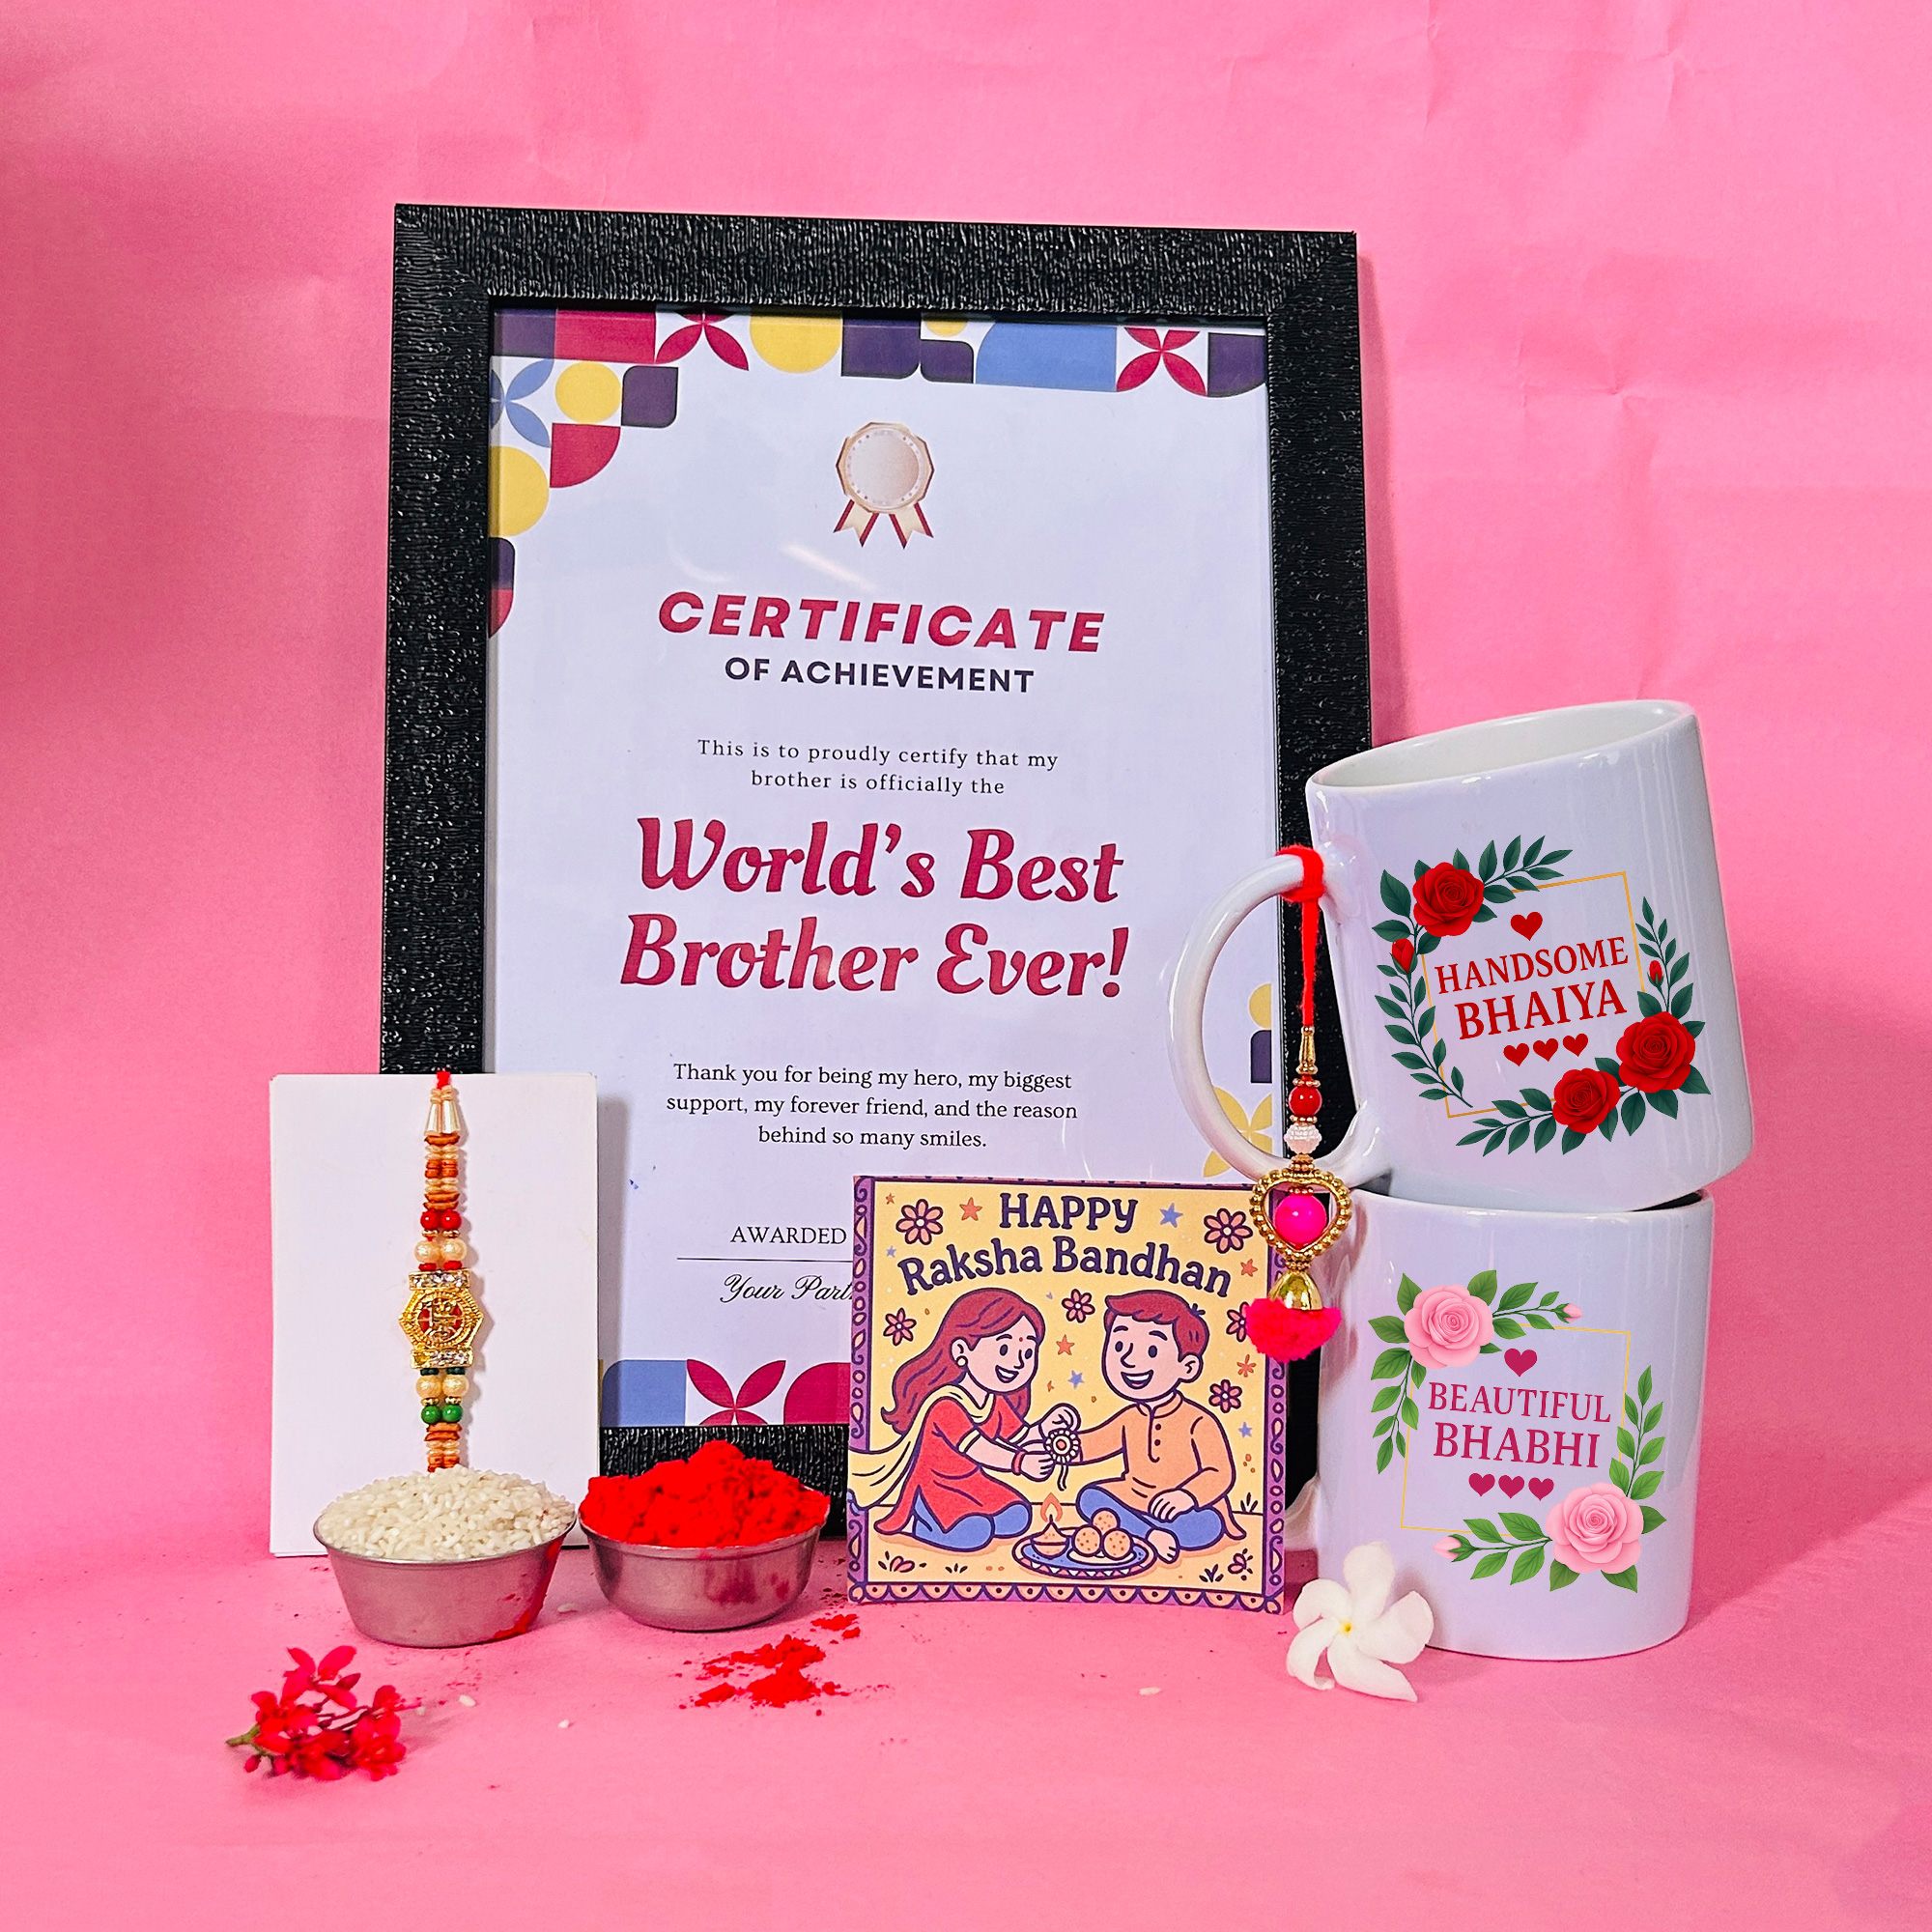 CERTIFICATE
OF ACHIEVEMENT
This is to proudly certify that my
brother is officially the
World's Best
Brother Ever!
Thank you for being my hero, my biggest
support, my forever friend, and the reason
behind so many smiles.
AWARDED
Your
HAPPY
Raksha Bandhan
HANDSOME
BHAIYA
BEAUTIFUL
BHABHI